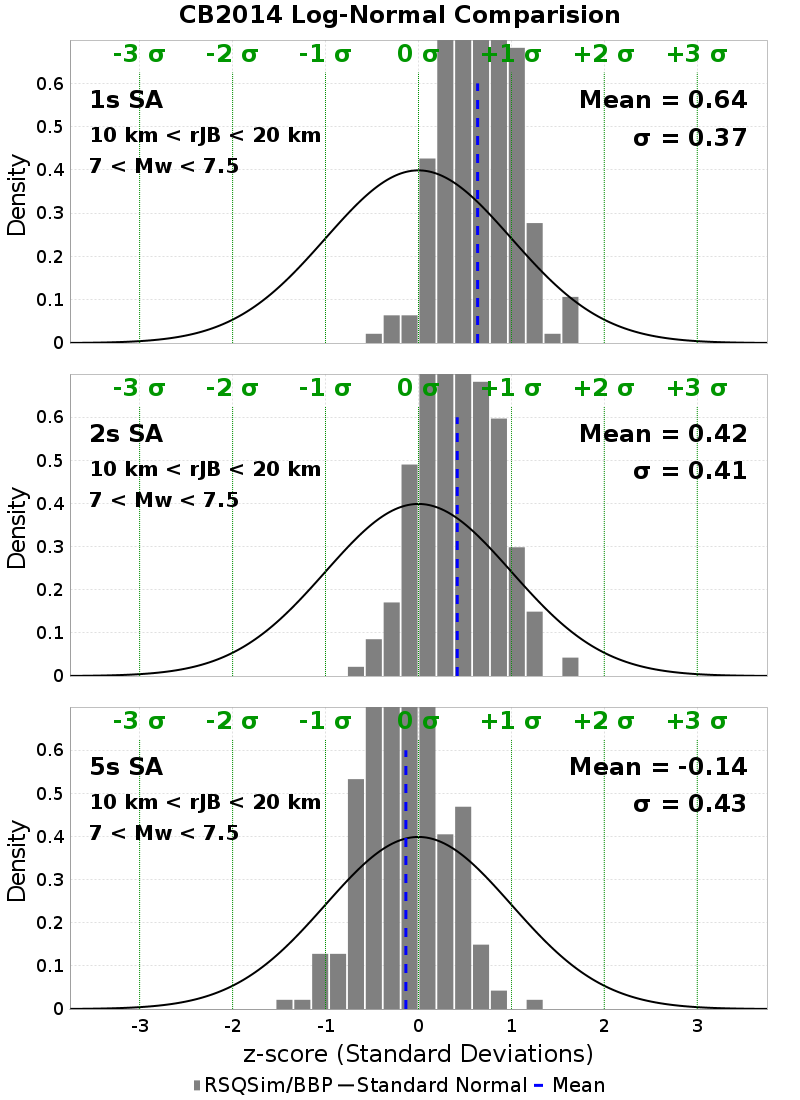 CB2014 Log-Normal Comparision
-3 σ -2 σ -1 σ 0 σ +1 σ +2 σ +3 σ
1s SA
10 km < rJB < 20 km
7 < Mw < 7.5
Mean = 0.64
σ = 0.37
Density
0.6
0.5
0.4
0.3
0.2
0.1
0
-3 σ -2 σ -1 σ 0 σ +1 σ +2 σ +3 σ
2s SA
10 km < rJB < 20 km
7 < Mw < 7.5
Mean = 0.42
σ = 0.41
Density
0.6
0.5
0.4
0.3
0.2
0.1
0
-3 σ -2 σ -1 σ 0 σ +1 σ +2 σ +3 σ
5s SA
10 km < rJB < 20 km
7 < Mw < 7.5
Mean = -0.14
σ = 0.43
Density
0.6
0.5
0.4
0.3
0.2
0.1
0
-3 -2 -1 0 1 2 3
z-score (Standard Deviations)
RSQSim/BBP Standard Normal Mean